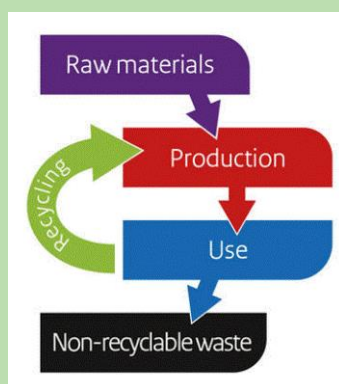 Raw materials
Production
Recycling
Use
Non-recyclable waste